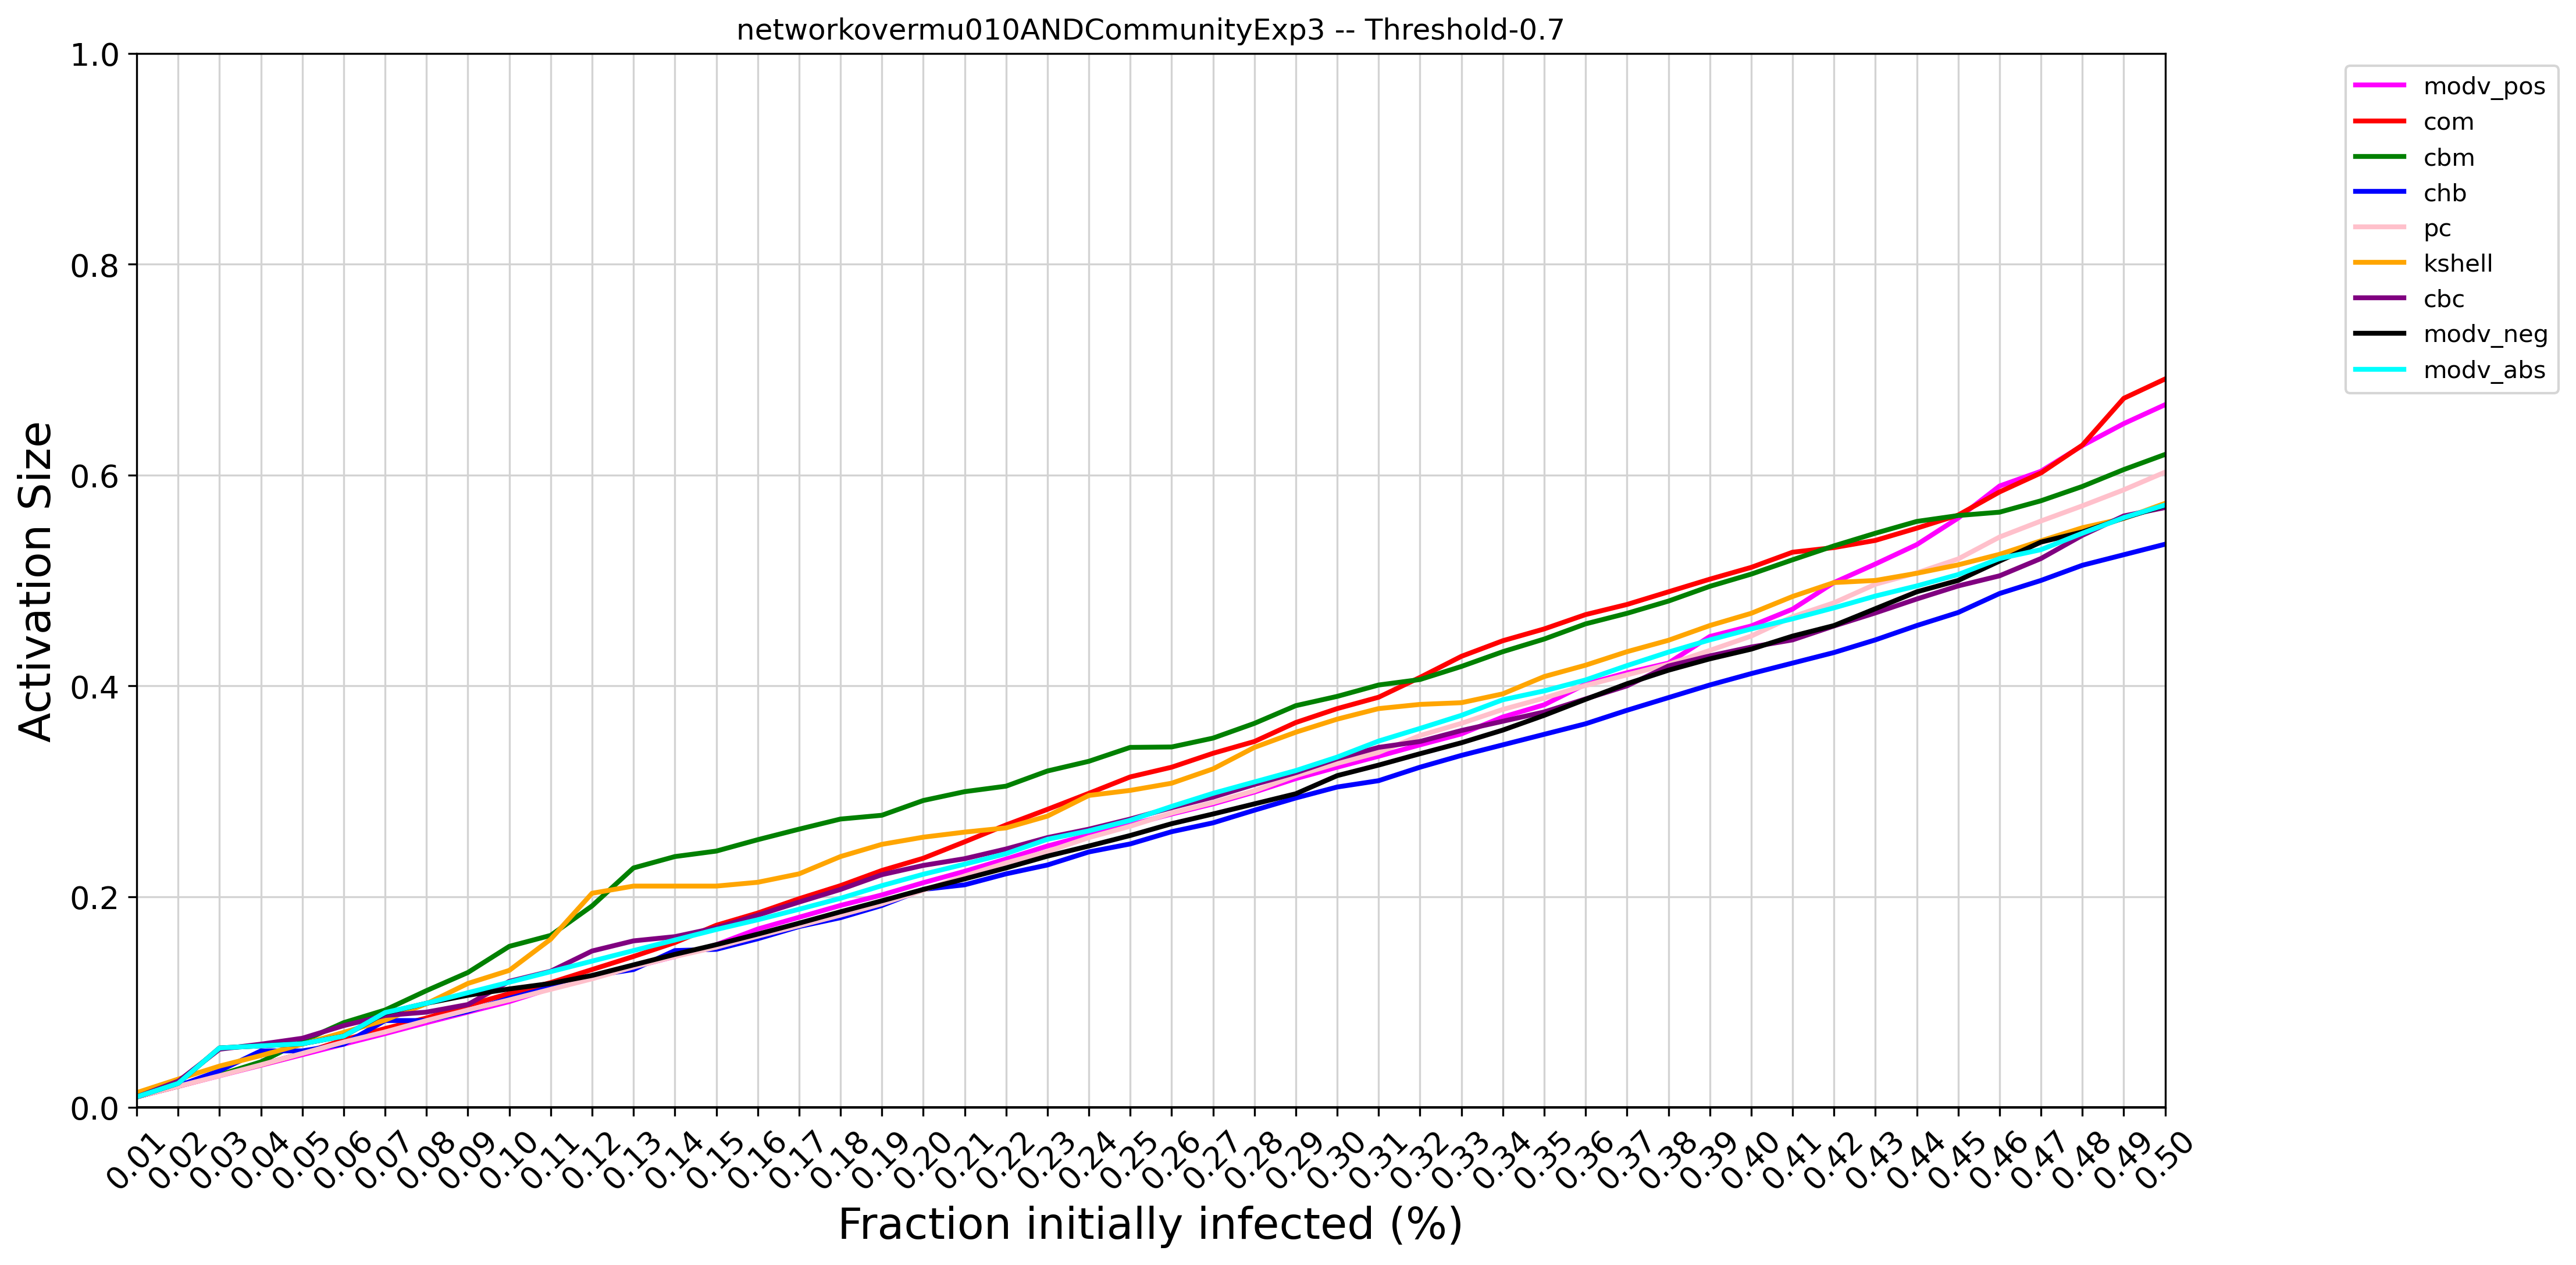 networkovermu010ANDCommunityExp3 -- Threshold-0.7
1.0
0.8
0.6
0.4
0.2
0.0
Activation Size
0.01 0.02 0.03 0.04 0.05 0.06 0.07 0.08 0.09 0.10 0.11 0.12 0.13 0.14 0.15 0.16 0.17 0.18 0.19 0.20 0.21 0.22 0.23 0.24 0.25 0.26 0.27 0.28 0.29 0.30 0.31 0.32 0.33 0.34 0.35 0.36 0.37 0.38 0.39 0.40 0.41 0.42 0.43 0.44 0.45 0.46 0.47 0.48 0.49 0.50
Fraction initially infected (%)
modv_pos
com
cbm
chb
pc
kshell
cbc
modv_neg
modv_abs